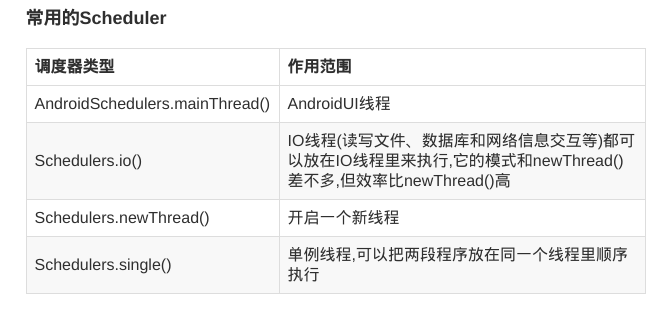 常用的Scheduler
调度器类型 作用范围
AndroidSchedulers.mainThread() AndroidUI线程
Schedulers.io() IO线程(读写文件、数据库和网络信息交互等)都可
以放在IO线程里来执行,它的模式和newThread()
差不多,但效率比newThread()高
Schedulers.newThread() 开启一个新线程
Schedulers.single() 单例线程,可以把两段程序放在同一个线程里顺序
执行